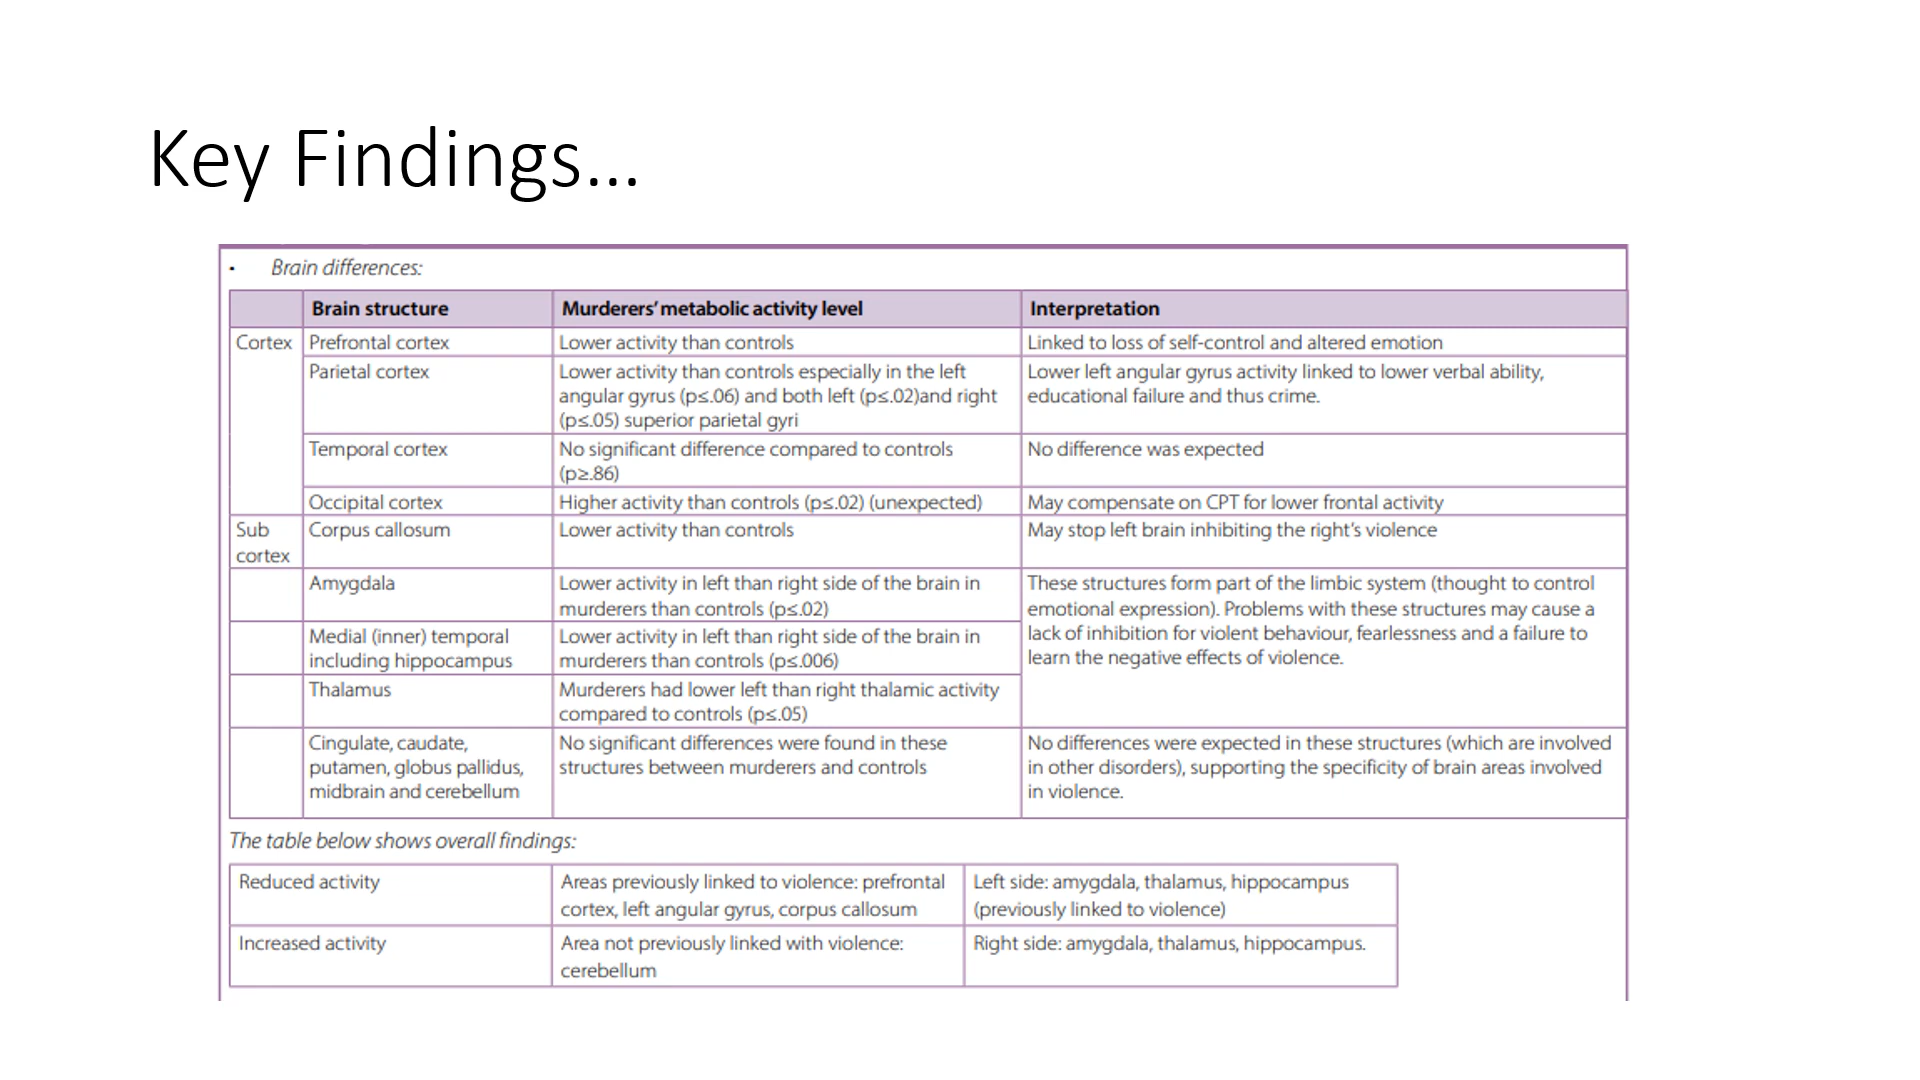 Key Findings…
• Brain differences:
Brain structure
Murderers' metabolic activity level
Interpretation
Cortex
Prefrontal cortex
Lower activity than controls
Linked to loss of self-control and altered emotion
Parietal cortex
Lower activity than controls especially in the left
angular gyrus (p≤.06) and both left (p≤.02)and right
(p≤.05) superior parietal gyri
Lower left angular gyrus activity linked to lower verbal ability,
educational failure and thus crime.
Temporal cortex
No significant difference compared to controls
(p≥.86)
No difference was expected
Occipital cortex
Higher activity than controls (p≤.02) (unexpected)
May compensate on CPT for lower frontal activity
Sub
cortex
Corpus callosum
Lower activity than controls
May stop left brain inhibiting the right's violence
Amygdala
Lower activity in left than right side of the brain in
murderers than controls (p≤.02)
These structures form part of the limbic system (thought to control
emotional expression). Problems with these structures may cause a
lack of inhibition for violent behaviour, fearlessness and a failure to
learn the negative effects of violence.
Medial (inner) temporal
including hippocampus
Lower activity in left than right side of the brain in
murderers than controls (p≤.006)
Thalamus
Murderers had lower left than right thalamic activity
compared to controls (p≤.05)
Cingulate, caudate,
putamen, globus pallidus,
midbrain and cerebellum
No significant differences were found in these
structures between murderers and controls
No differences were expected in these structures (which are involved
in other disorders), supporting the specificity of brain areas involved
in violence.
The table below shows overall findings:
Reduced activity
Areas previously linked to violence: prefrontal
cortex, left angular gyrus, corpus callosum
Left side: amygdala, thalamus, hippocampus
(previously linked to violence)
Increased activity
Area not previously linked with violence:
cerebellum
Right side: amygdala, thalamus, hippocampus.